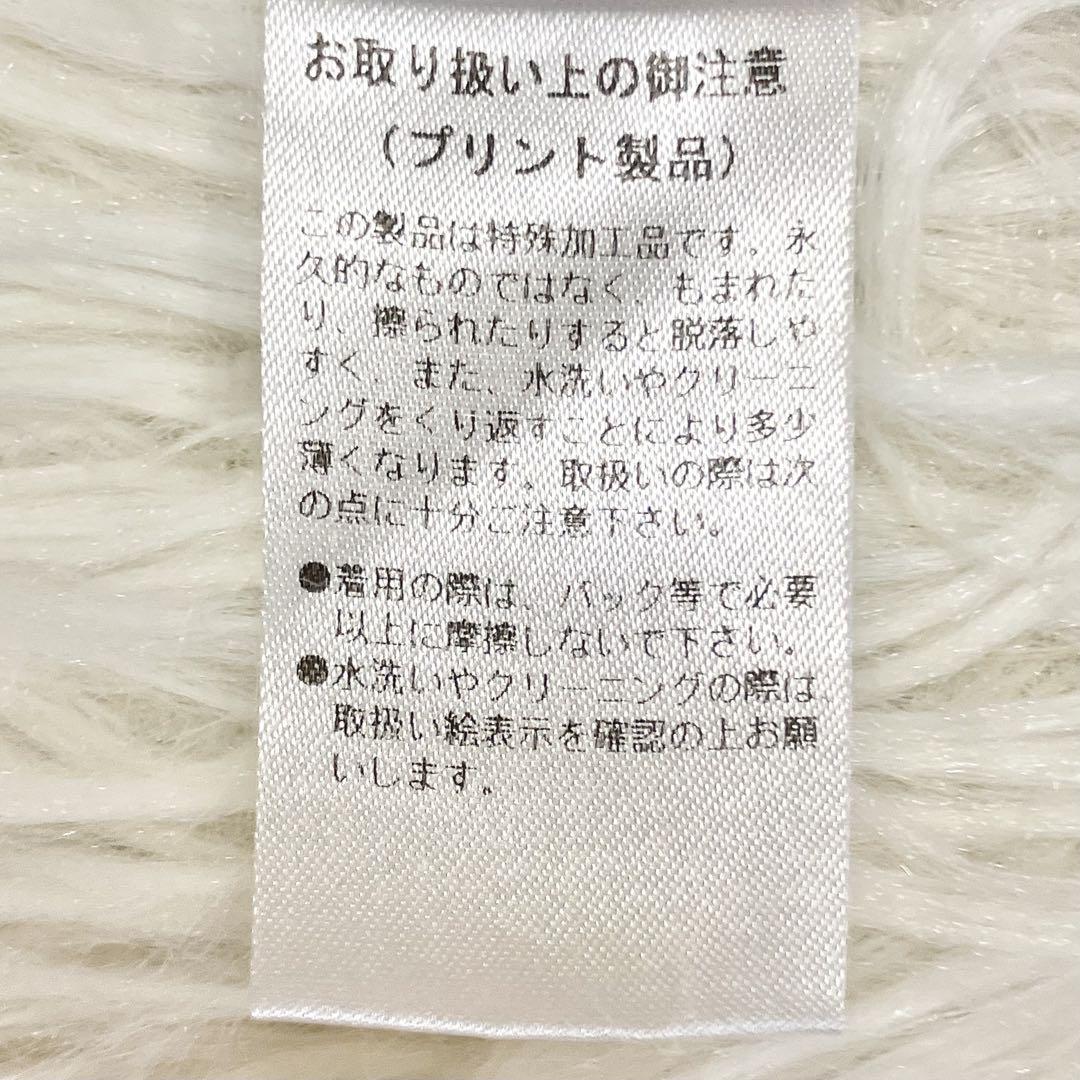 お取り扱い上の御注意
(プリント製品)
この製品は特殊加工品です。永
久的なものではなく、もまれた
り、擦られたりすると脱落しや
すく、また、水洗いやクリーニ
ングをくり返すことにより多少
薄くなります。取扱いの際は次
の点に十分ご注意下さい。
●着用の際は、バック等で必要
以上に摩擦しないで下さい。
●水洗いやクリーニングの際は
取扱い絵表示を確認の上お願
いします。